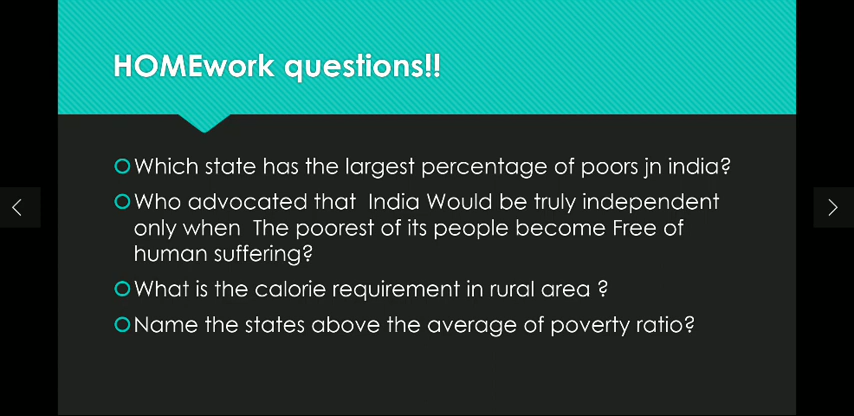 HOMEwork questions!!
Which state has the largest percentage of poors jn india?
Who advocated that India Would be truly independent
only when The poorest of its people become Free of
human suffering?
What is the calorie requirement in rural area ?
Name the states above the average of poverty ratio?